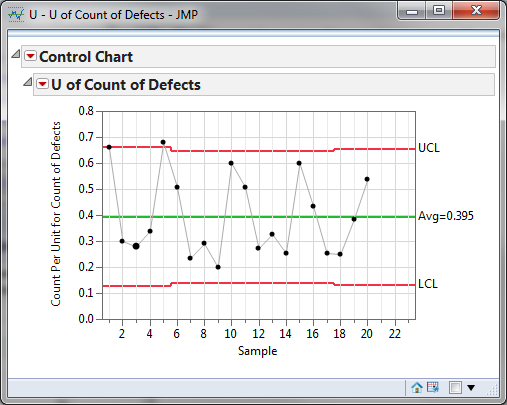 U - U of Count of Defects - JMP
Control Chart
U of Count of Defects
Count Per Unit for Count of Defects
0.8
0.7
0.6
0.5
0.4
0.3
0.2
0.1
0.0
UCL
Avg=0.395
LCL
2 4 6 8 10 12 14 16 18 20 22
Sample